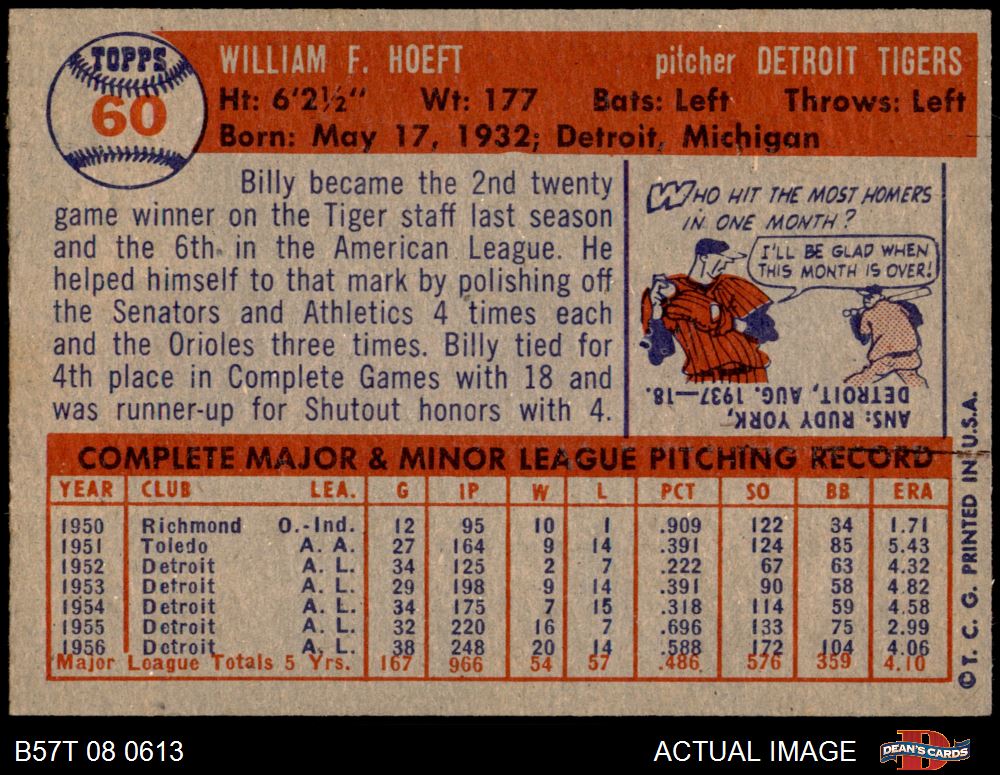 TOPPS
60
WILLIAM F. HOEFT pitcher DETROIT TIGERS
Ht: 6'2½" Wt: 177 Bats: Left Throws: Left
Born: May 17, 1932; Detroit, Michigan
Billy became the 2nd twenty
game winner on the Tiger staff last season
and the 6th in the American League. He
helped himself to that mark by polishing off
the Senators and Athletics 4 times each
and the Orioles three times. Billy tied for
4th place in Complete Games with 18 and
was runner-up for Shutout honors with 4.
WHO HIT THE MOST HOMERS
IN ONE MONTH?
I'LL BE GLAD WHEN
THIS MONTH IS OVER!
ANS: RUDY YORK,
DETROIT, AUG. 1937—18.
COMPLETE MAJOR & MINOR LEAGUE PITCHING RECORD
YEAR CLUB LEA. G IP W L PCT SO BB ERA
1950 Richmond O.-Ind. 12 95 10 1 .909 122 34 1.71
1951 Toledo A. A. 27 164 9 14 .391 124 85 5.43
1952 Detroit A. L. 34 125 2 7 .222 67 63 4.32
1953 Detroit A. L. 29 198 9 14 .391 90 58 4.82
1954 Detroit A. L. 34 175 7 15 .318 114 59 4.58
1955 Detroit A. L. 32 220 16 7 .696 133 75 2.99
1956 Detroit A. L. 38 248 20 14 .588 172 104 4.06
Major League Totals 5 Yrs. 167 966 54 57 .486 576 359 4.10
© T. C. G. PRINTED IN U.S.A.
B57T 08 0613 ACTUAL IMAGE DEAN'S CARDS